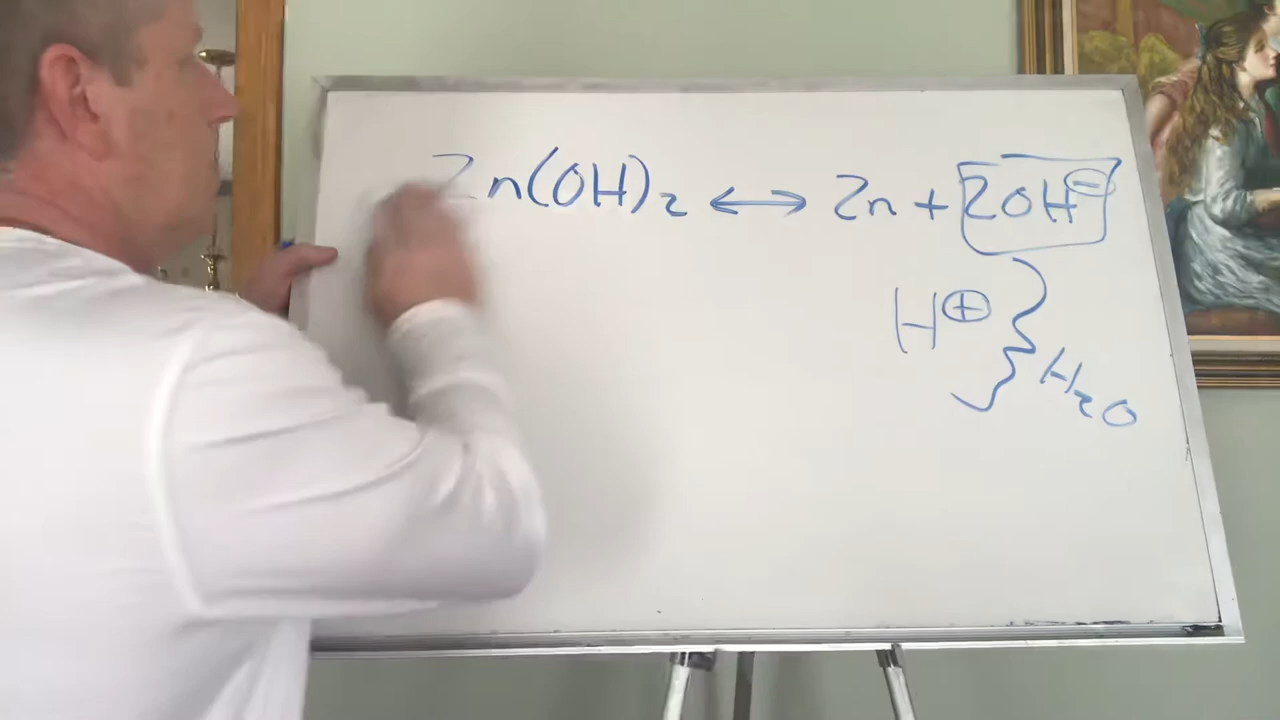 Zn(OH)₂ ⟷ Zn + 2OH⊖
H⊕
H₂O